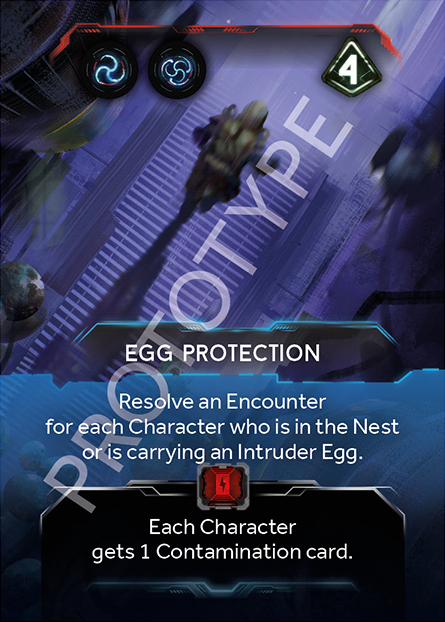 4
PROTOTYPE
EGG PROTECTION
Resolve an Encounter
for each Character who is in the Nest
or is carrying an Intruder Egg.
Each Character
gets 1 Contamination card.